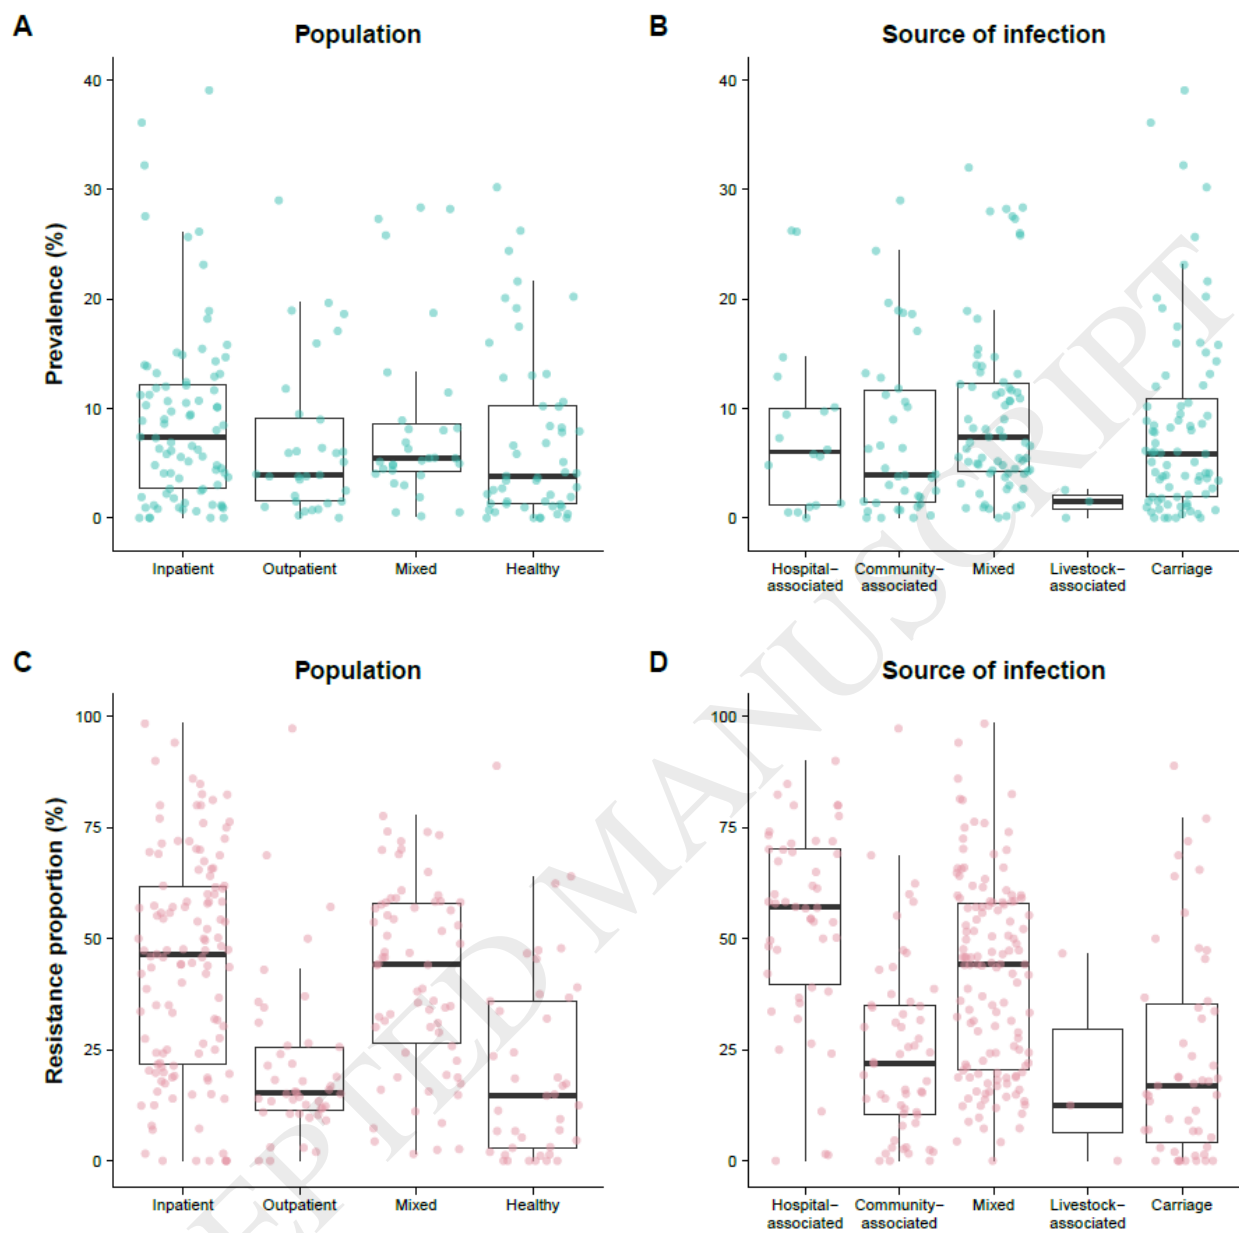 A
Population
B
Source of infection
Prevalence (%)
40
30
20
10
0
Inpatient
Outpatient
Mixed
Healthy
40
30
20
10
0
Hospital–
associated
Community–
associated
Mixed
Livestock–
associated
Carriage
C
Population
D
Source of infection
Resistance proportion (%)
100
75
50
25
0
Inpatient
Outpatient
Mixed
Healthy
100
75
50
25
0
Hospital–
associated
Community–
associated
Mixed
Livestock–
associated
Carriage
EPTED MANUSCRIPT